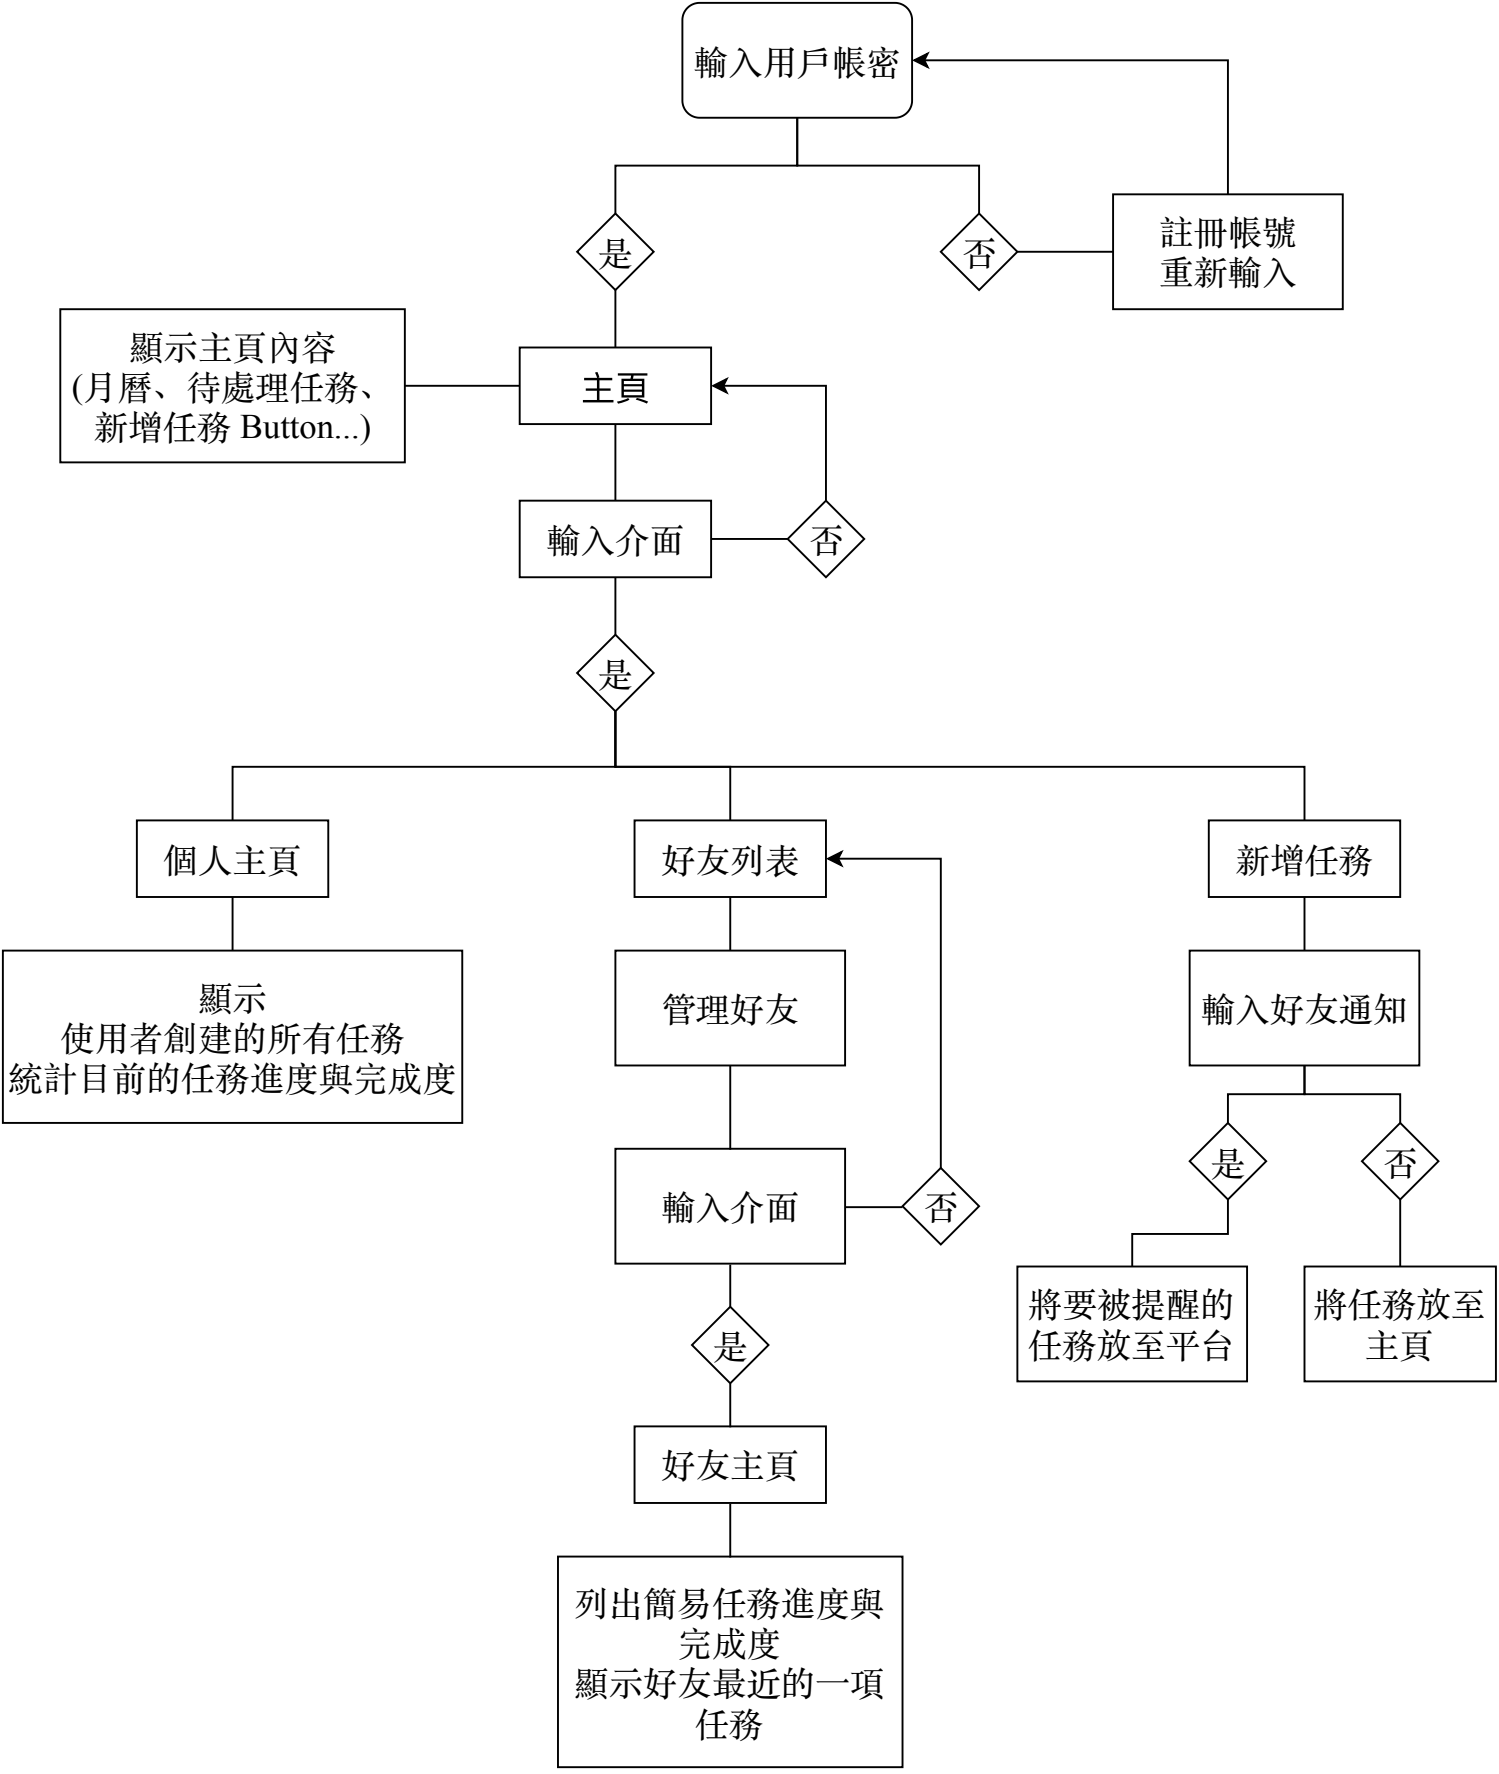 輸入用戶帳密
是
否
註冊帳號
重新輸入
顯示主頁內容
(月曆、待處理任務、
新增任務 Button...)
主頁
輸入介面
否
是
個人主頁
好友列表
新增任務
顯示
使用者創建的所有任務
統計目前的任務進度與完成度
管理好友
輸入好友通知
是
否
輸入介面
否
將要被提醒的
任務放至平台
將任務放至
主頁
是
好友主頁
列出簡易任務進度與
完成度
顯示好友最近的一項
任務